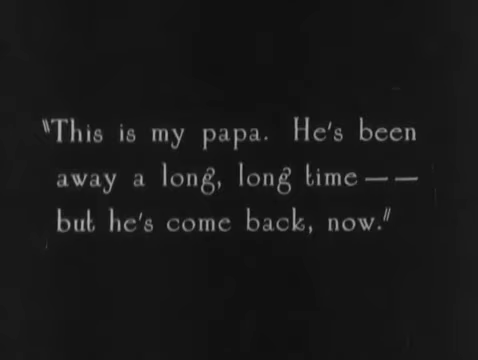 "This is my papa. He's been
away a long, long time——
but he's come back, now."